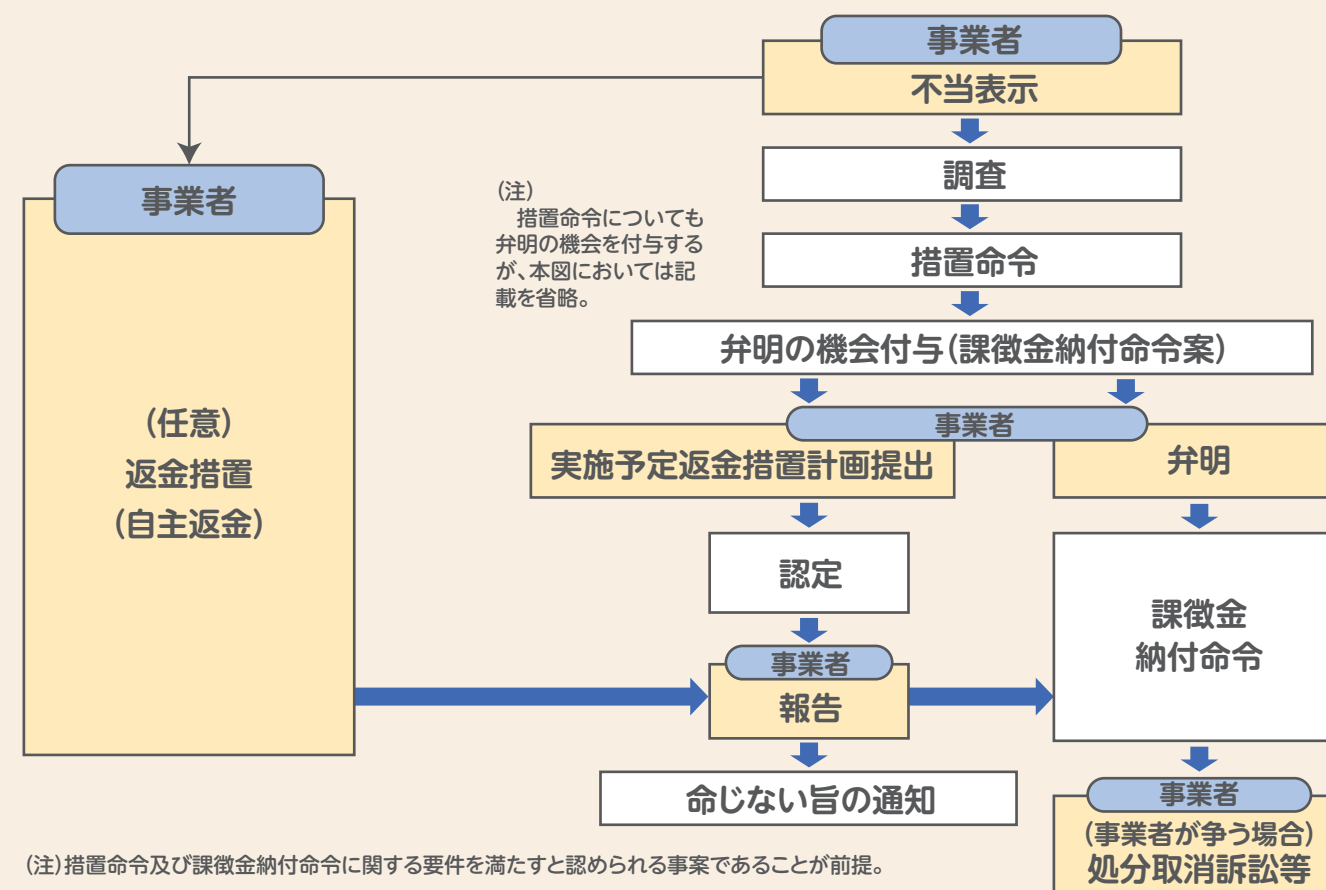 事業者
不当表示
調査
措置命令
弁明の機会付与(課徴金納付命令案)
事業者
実施予定返金措置計画提出
弁明
認定
事業者
報告
命じない旨の通知
課徴金
納付命令
事業者
(事業者が争う場合)
処分取消訴訟等
事業者
(任意)
返金措置
(自主返金)
(注)
措置命令についても
弁明の機会を付与する
が、本図においては記
載を省略。
(注)措置命令及び課徴金納付命令に関する要件を満たすと認められる事案であることが前提。